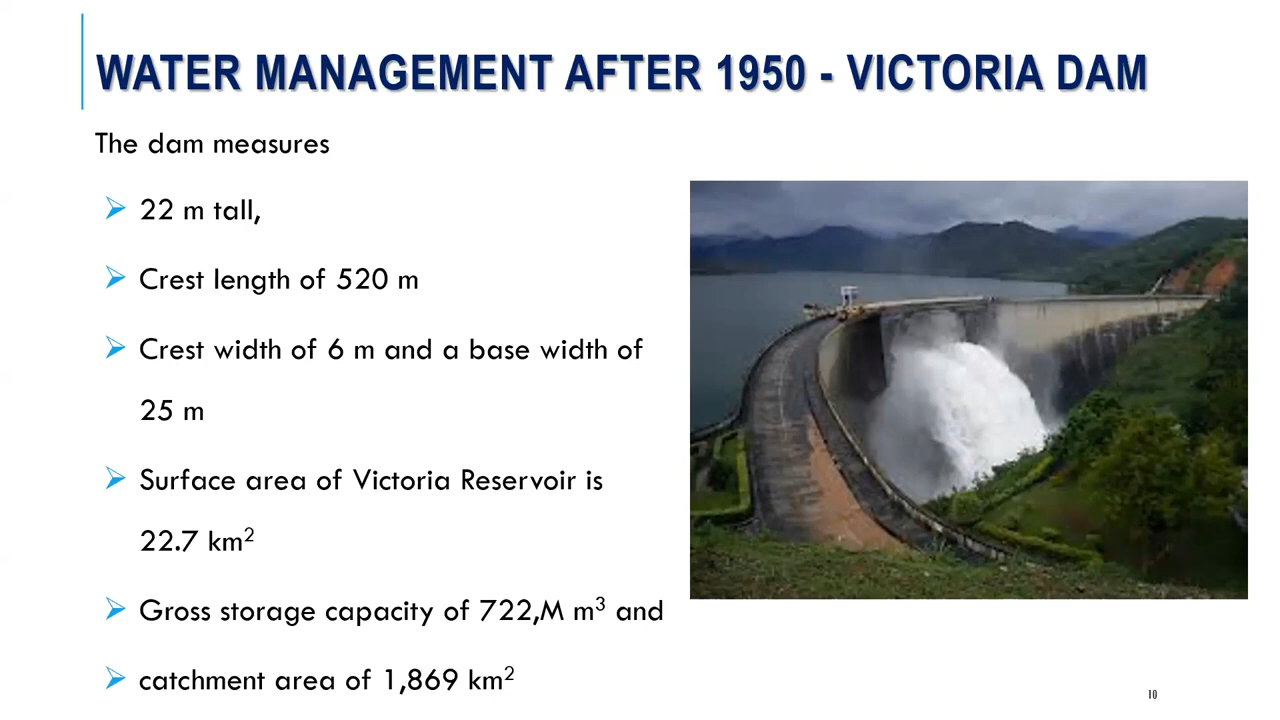 WATER MANAGEMENT AFTER 1950 - VICTORIA DAM
The dam measures
22 m tall,
Crest length of 520 m
Crest width of 6 m and a base width of
25 m
Surface area of Victoria Reservoir is
22.7 km²
Gross storage capacity of 722,M m³ and
catchment area of 1,869 km²
10